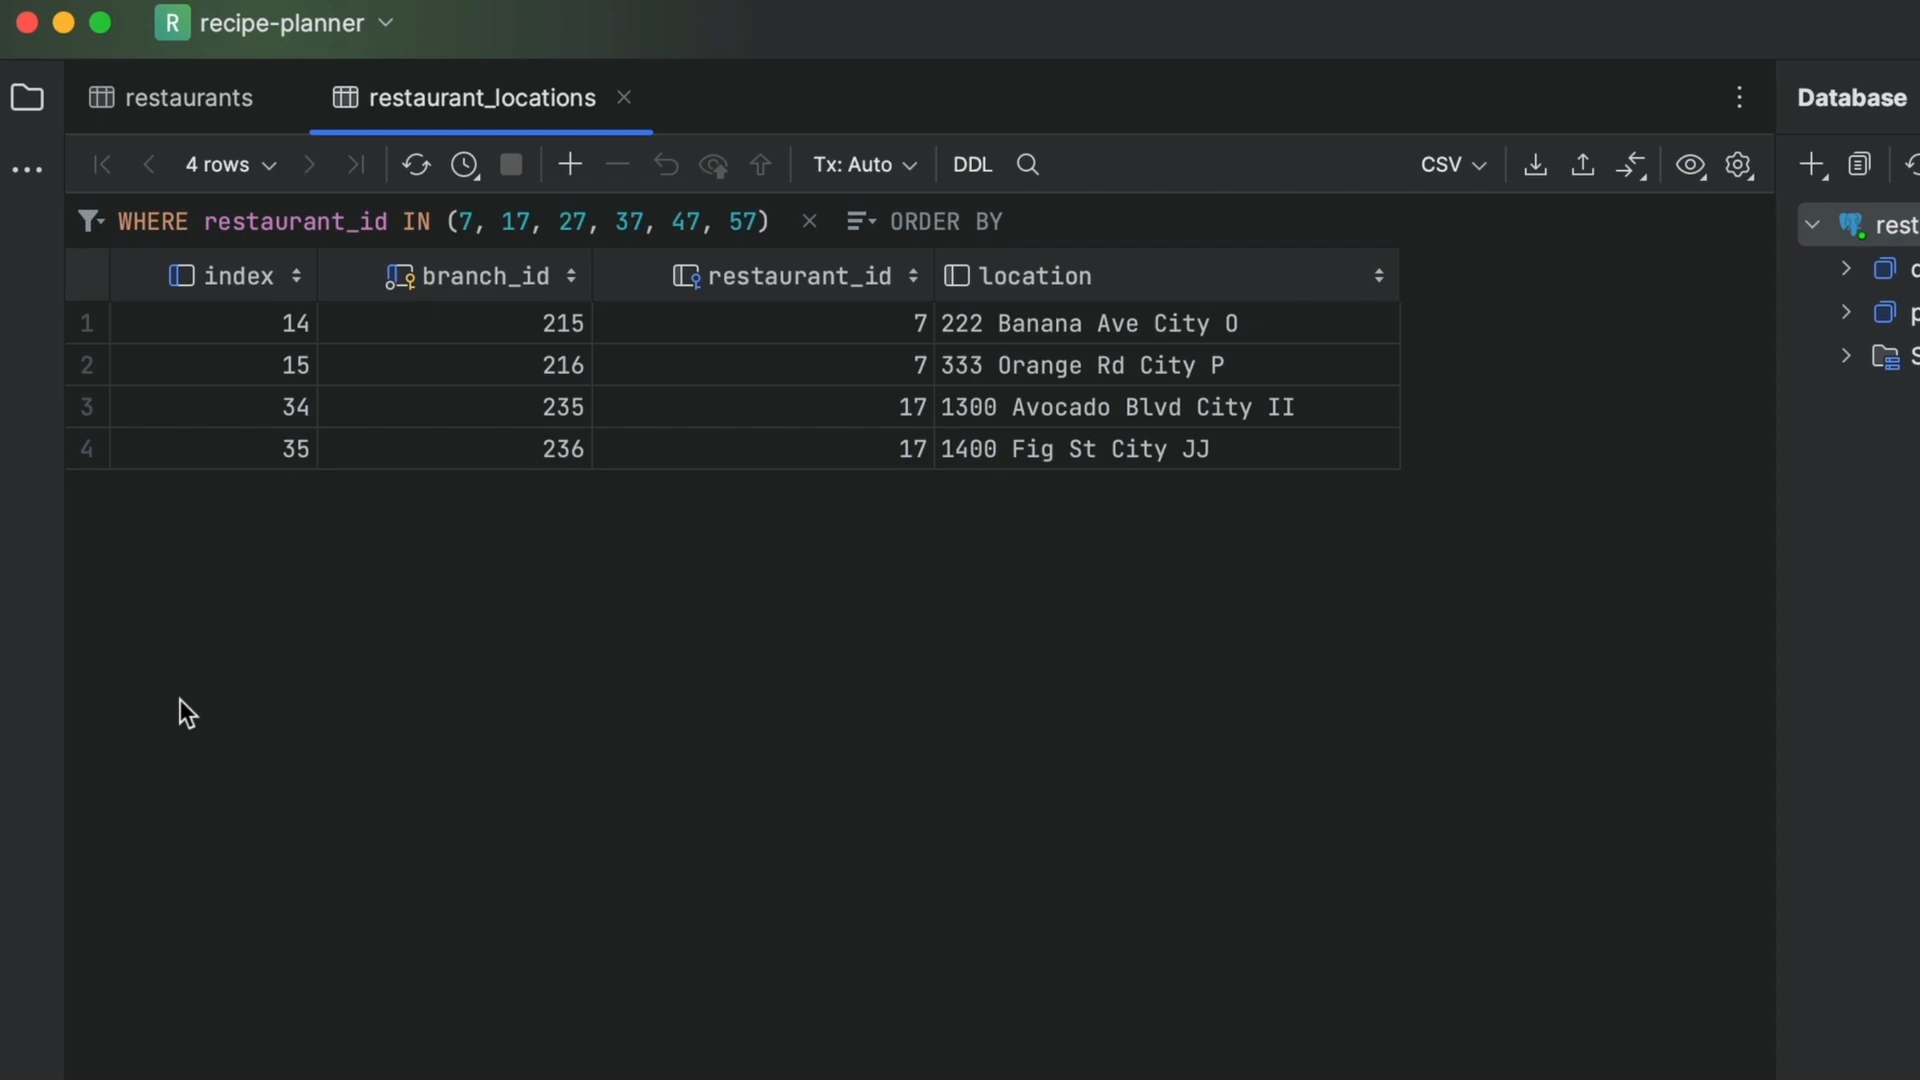 R recipe-planner
restaurants restaurant_locations Database
4 rows Tx: Auto DDL CSV
WHERE restaurant_id IN (7, 17, 27, 37, 47, 57) ORDER BY rest
index branch_id restaurant_id location
1 14 215 7 222 Banana Ave City O
2 15 216 7 333 Orange Rd City P
3 34 235 17 1300 Avocado Blvd City II
4 35 236 17 1400 Fig St City JJ